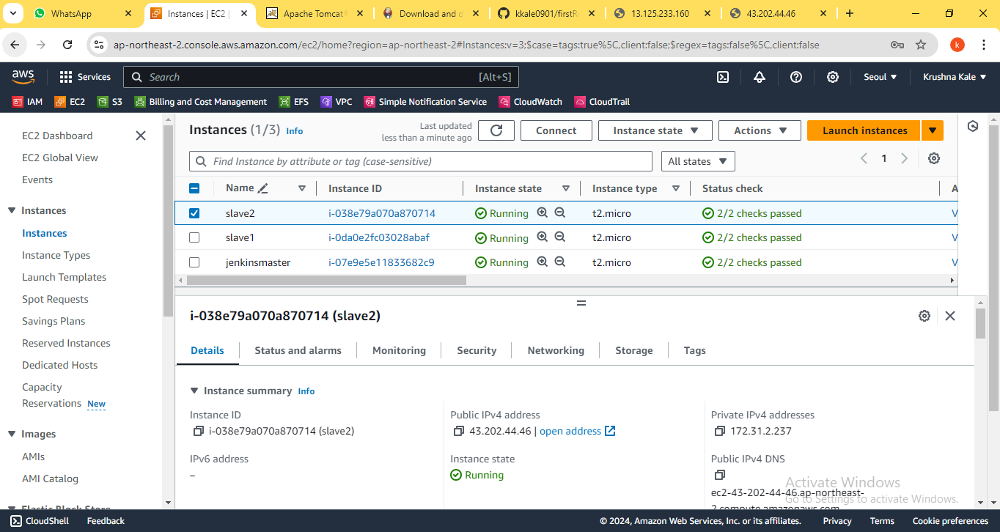 WhatsApp
Instances | EC2 |
Apache Tomcat
Download and d
kkale0901/firstR
13.125.233.160
43.202.44.46
ap-northeast-2.console.aws.amazon.com/ec2/home?region=ap-northeast-2#Instances:v=3;$case=tags:true%5C,client:false;$regex=tags:false%5C,client:false
k
aws
Services
Search
[Alt+S]
Seoul
Krushna Kale
IAM
EC2
S3
Billing and Cost Management
EFS
VPC
Simple Notification Service
CloudWatch
CloudTrail
EC2 Dashboard
EC2 Global View
Events
Instances
Instances
Instance Types
Launch Templates
Spot Requests
Savings Plans
Reserved Instances
Dedicated Hosts
Capacity
Reservations New
Images
AMIs
AMI Catalog
Elastic Block Store
Instances (1/3) Info
Last updated
less than a minute ago
Connect
Instance state
Actions
Launch instances
Find Instance by attribute or tag (case-sensitive)
All states
1
Name Instance ID Instance state Instance type Status check A
slave2 i-038e79a070a870714 Running t2.micro 2/2 checks passed V
slave1 i-0da0e2fc03028abaf Running t2.micro 2/2 checks passed V
jenkinsmaster i-07e9e5e11833682c9 Running t2.micro 2/2 checks passed V
i-038e79a070a870714 (slave2)
Details
Status and alarms
Monitoring
Security
Networking
Storage
Tags
Instance summary Info
Instance ID
i-038e79a070a870714 (slave2)
Public IPv4 address
43.202.44.46 | open address
Private IPv4 addresses
172.31.2.237
IPv6 address
–
Instance state
Running
Public IPv4 DNS
ec2-43-202-44-46.ap-northeast-
2.compute.amazonaws.com
Activate Windows
Go to Settings to activate Windows.
CloudShell
Feedback
© 2024, Amazon Web Services, Inc. or its affiliates.
Privacy
Terms
Cookie preferences